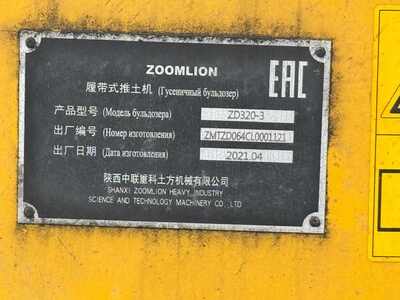 ZOOMLION
EAC
履带式推土机 (Гусеничный бульдозер)
产品型号 (Модель бульдозера) ZD320-3
出厂编号 (Номер изготовления) ZMTZD064CL0001121
出厂日期 (Дата изготовления) 2021.04
陕西中联重科土方机械有限公司
SHANXI ZOOMLION HEAVY INDUSTRY
SCIENCE AND TECHNOLOGY MACHINERY CO., LTD